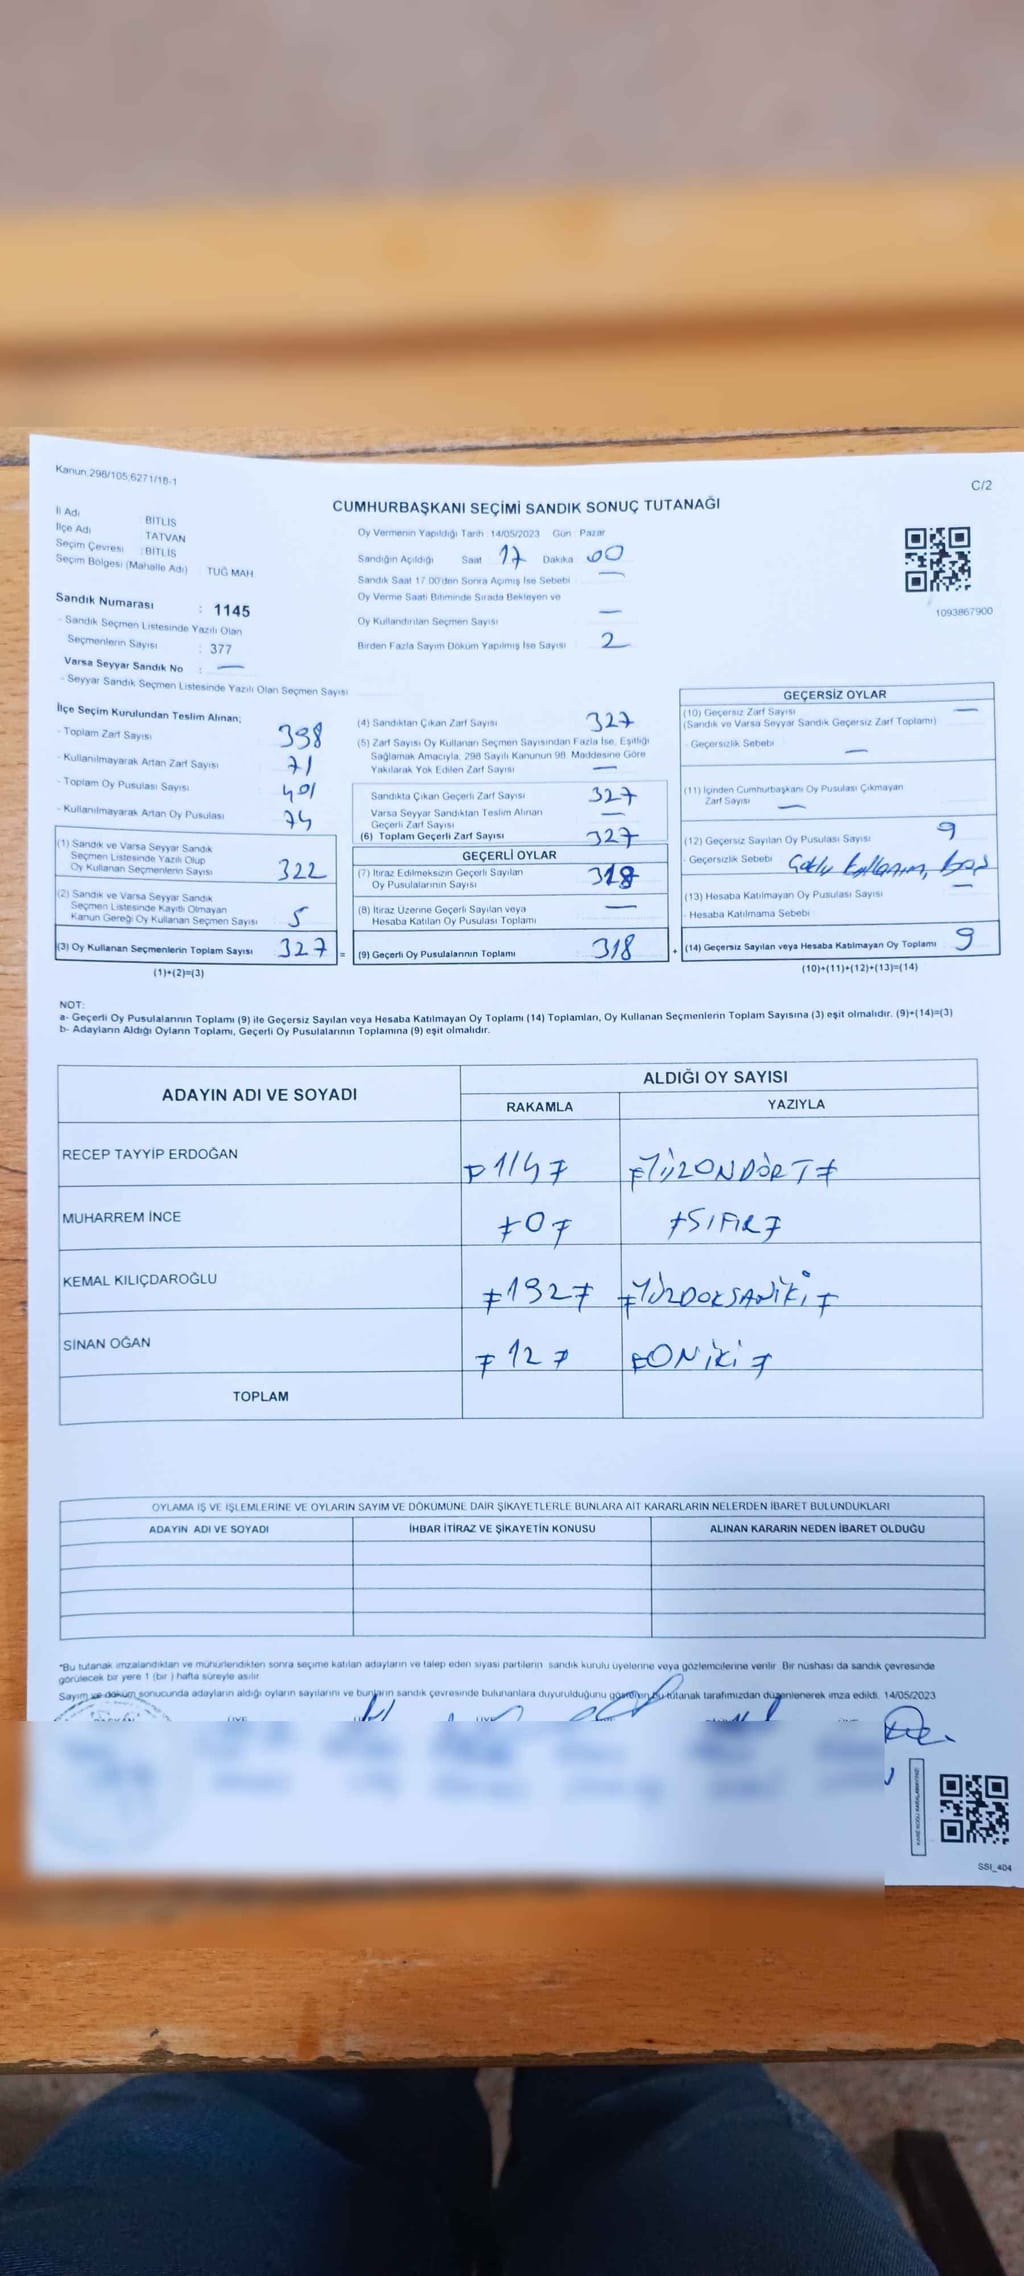 Kanun;298/105;6271/18-1
C/2
CUMHURBAŞKANI SEÇİMİ SANDIK SONUÇ TUTANAĞI
İl Adı : BİTLİS
İlçe Adı : TATVAN
Seçim Çevresi : BİTLİS
Seçim Bölgesi (Mahalle Adı) : TUĞ MAH
Sandık Numarası : 1145
- Sandık Seçmen Listesinde Yazılı Olan
Seçmenlerin Sayısı : 377
Varsa Seyyar Sandık No : —
- Seyyar Sandık Seçmen Listesinde Yazılı Olan Seçmen Sayısı
Oy Vermenin Yapıldığı Tarih : 14/05/2023 Gün : Pazar
Sandığın Açıldığı Saat 17 Dakika 00
Sandık Saat 17.00'den Sonra Açılmış İse Sebebi —
Oy Verme Saati Bitiminde Sırada Bekleyen ve
Oy Kullandırılan Seçmen Sayısı —
Birden Fazla Sayım Döküm Yapılmış İse Sayısı 2
1093867900
İlçe Seçim Kurulundan Teslim Alınan;
- Toplam Zarf Sayısı 398
- Kullanılmayarak Artan Zarf Sayısı 71
- Toplam Oy Pusulası Sayısı 401
- Kullanılmayarak Artan Oy Pusulası 74
(1) Sandık ve Varsa Seyyar Sandık
Seçmen Listesinde Yazılı Olup
Oy Kullanan Seçmenlerin Sayısı 322
(2) Sandık ve Varsa Seyyar Sandık
Seçmen Listesinde Kayıtlı Olmayan
Kanun Gereği Oy Kullanan Seçmen Sayısı 5
(3) Oy Kullanan Seçmenlerin Toplam Sayısı 327 =
(1)+(2)=(3)
(4) Sandıktan Çıkan Zarf Sayısı 327
(5) Zarf Sayısı Oy Kullanan Seçmen Sayısından Fazla İse, Eşitliği
Sağlamak Amacıyla, 298 Sayılı Kanunun 98. Maddesine Göre
Yakılarak Yok Edilen Zarf Sayısı —
Sandıkta Çıkan Geçerli Zarf Sayısı 327
Varsa Seyyar Sandıktan Teslim Alınan
Geçerli Zarf Sayısı —
(6) Toplam Geçerli Zarf Sayısı 327
GEÇERLİ OYLAR
(7) İtiraz Edilmeksizin Geçerli Sayılan
Oy Pusulalarının Sayısı 318
(8) İtiraz Üzerine Geçerli Sayılan veya
Hesaba Katılan Oy Pusulası Toplamı —
(9) Geçerli Oy Pusulalarının Toplamı 318 +
GEÇERSİZ OYLAR
(10) Geçersiz Zarf Sayısı —
(Sandık ve Varsa Seyyar Sandık Geçersiz Zarf Toplamı)
- Geçersizlik Sebebi —
(11) İçinden Cumhurbaşkanı Oy Pusulası Çıkmayan
Zarf Sayısı —
(12) Geçersiz Sayılan Oy Pusulası Sayısı 9
- Geçersizlik Sebebi Çoklu kullanım, Boş
(13) Hesaba Katılmayan Oy Pusulası Sayısı —
- Hesaba Katılmama Sebebi
(14) Geçersiz Sayılan veya Hesaba Katılmayan Oy Toplamı 9
(10)+(11)+(12)+(13)=(14)
NOT:
a- Geçerli Oy Pusulalarının Toplamı (9) ile Geçersiz Sayılan veya Hesaba Katılmayan Oy Toplamı (14) Toplamları, Oy Kullanan Seçmenlerin Toplam Sayısına (3) eşit olmalıdır. (9)+(14)=(3)
b- Adayların Aldığı Oyların Toplamı, Geçerli Oy Pusulalarının Toplamına (9) eşit olmalıdır.
ADAYIN ADI VE SOYADI
ALDIĞI OY SAYISI
RAKAMLA YAZIYLA
RECEP TAYYİP ERDOĞAN 114 YÜZONDÖRT
MUHARREM İNCE 0 SIFIR
KEMAL KILIÇDAROĞLU 192 YÜZDOKSANİKİ
SİNAN OĞAN 12 ONİKİ
TOPLAM
OYLAMA İŞ VE İŞLEMLERİNE VE OYLARIN SAYIM VE DÖKÜMÜNE DAİR ŞİKAYETLERLE BUNLARA AİT KARARLARIN NELERDEN İBARET BULUNDUKLARI
ADAYIN ADI VE SOYADI İHBAR İTİRAZ VE ŞİKAYETİN KONUSU ALINAN KARARIN NEDEN İBARET OLDUĞU
*Bu tutanak imzalandıktan ve mühürlendikten sonra seçime katılan adayların ve talep eden siyasi partilerin sandık kurulu üyelerine veya gözlemcilerine verilir. Bir nüshası da sandık çevresinde
görülecek bir yere 1 (bir ) hafta süreyle asılır.
Sayım ve döküm sonucunda adayların aldığı oyların sayılarını ve bunların sandık çevresinde bulunanlara duyurulduğunu gösteren bu tutanak tarafımızdan düzenlenerek imza edildi. 14/05/2023
SSI_404